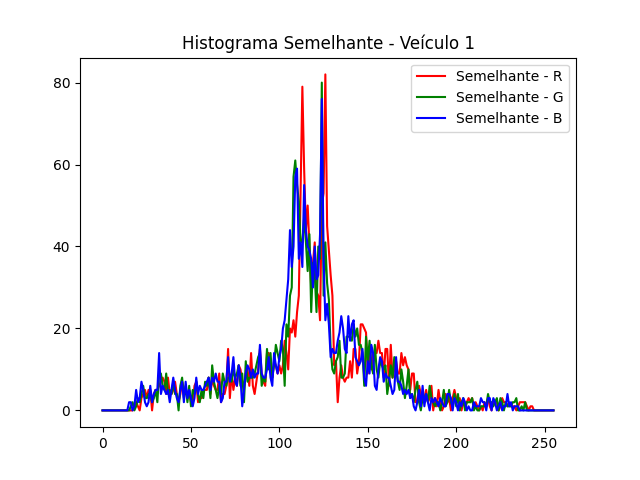 Histograma Semelhante - Veículo 1
Semelhante - R
Semelhante - G
Semelhante - B
80
60
40
20
0
0 50 100 150 200 250